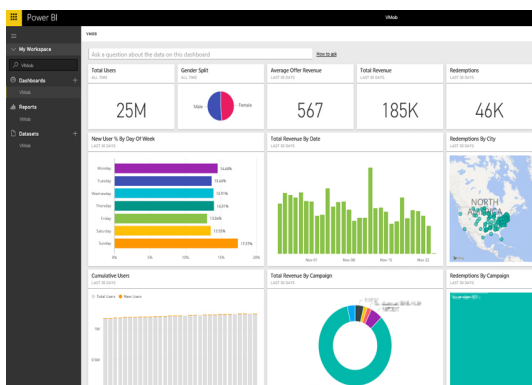 Power BI
VMob
VMOB
My Workspace
Ask a question about the data on this dashboard
How to ask
VMob
Dashboards
VMob
Reports
VMob
Datasets
VMob
Total Users
ALL TIME
25M
Gender Split
ALL TIME
Male
Female
Average Offer Revenue
LAST 30 DAYS
567
Total Revenue
LAST 30 DAYS
185K
Redemptions
LAST 30 DAYS
46K
New User % By Day Of Week
LAST 30 DAYS
Monday
Tuesday
Wednesday
Thursday
Friday
Saturday
Sunday
0%
5%
10%
15%
20%
Total Revenue By Date
LAST 30 DAYS
Nov 01
Nov 08
Nov 15
Nov 22
Redemptions By City
LAST 30 DAYS
NORTH
AMERICA
Cumulative Users
LAST 30 DAYS
Total Users
New Users
Total Revenue By Campaign
LAST 30 DAYS
Redemptions By Campaign
LAST 30 DAYS